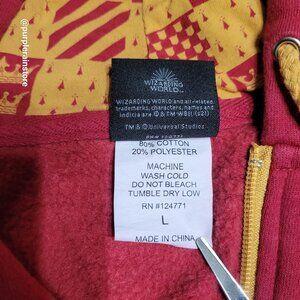 @purplerainstore
WIZARDING
WORLD
WIZARDING WORLD and all related
trademarks, characters, names, and
indicia are © & ™ WBEI (s21)
TM & © Universal Studios
80% COTTON
20% POLYESTER
MACHINE
WASH COLD
DO NOT BLEACH
TUMBLE DRY LOW
RN #124771
L
MADE IN CHINA